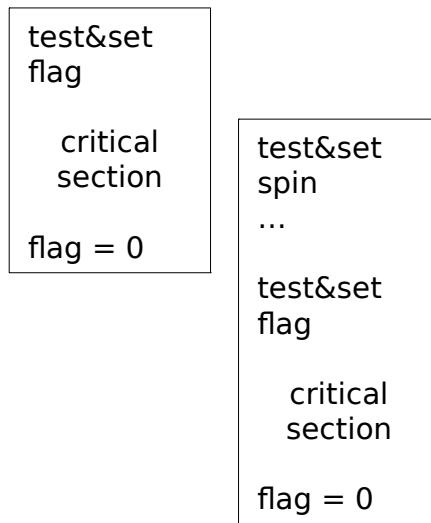 test&set
flag
critical
section
flag = 0
test&set
spin
…
test&set
flag
critical
section
flag = 0